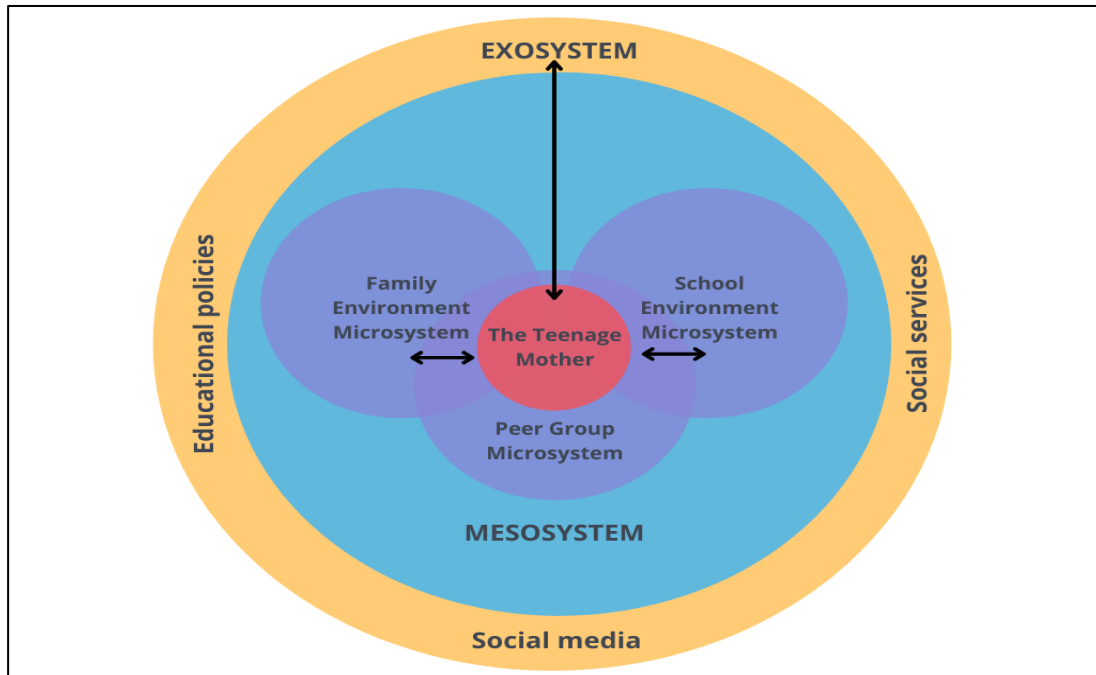 EXOSYSTEM
Educational policies
Social services
Family
Environment
Microsystem
School
Environment
Microsystem
The Teenage
Mother
Peer Group
Microsystem
MESOSYSTEM
Social media